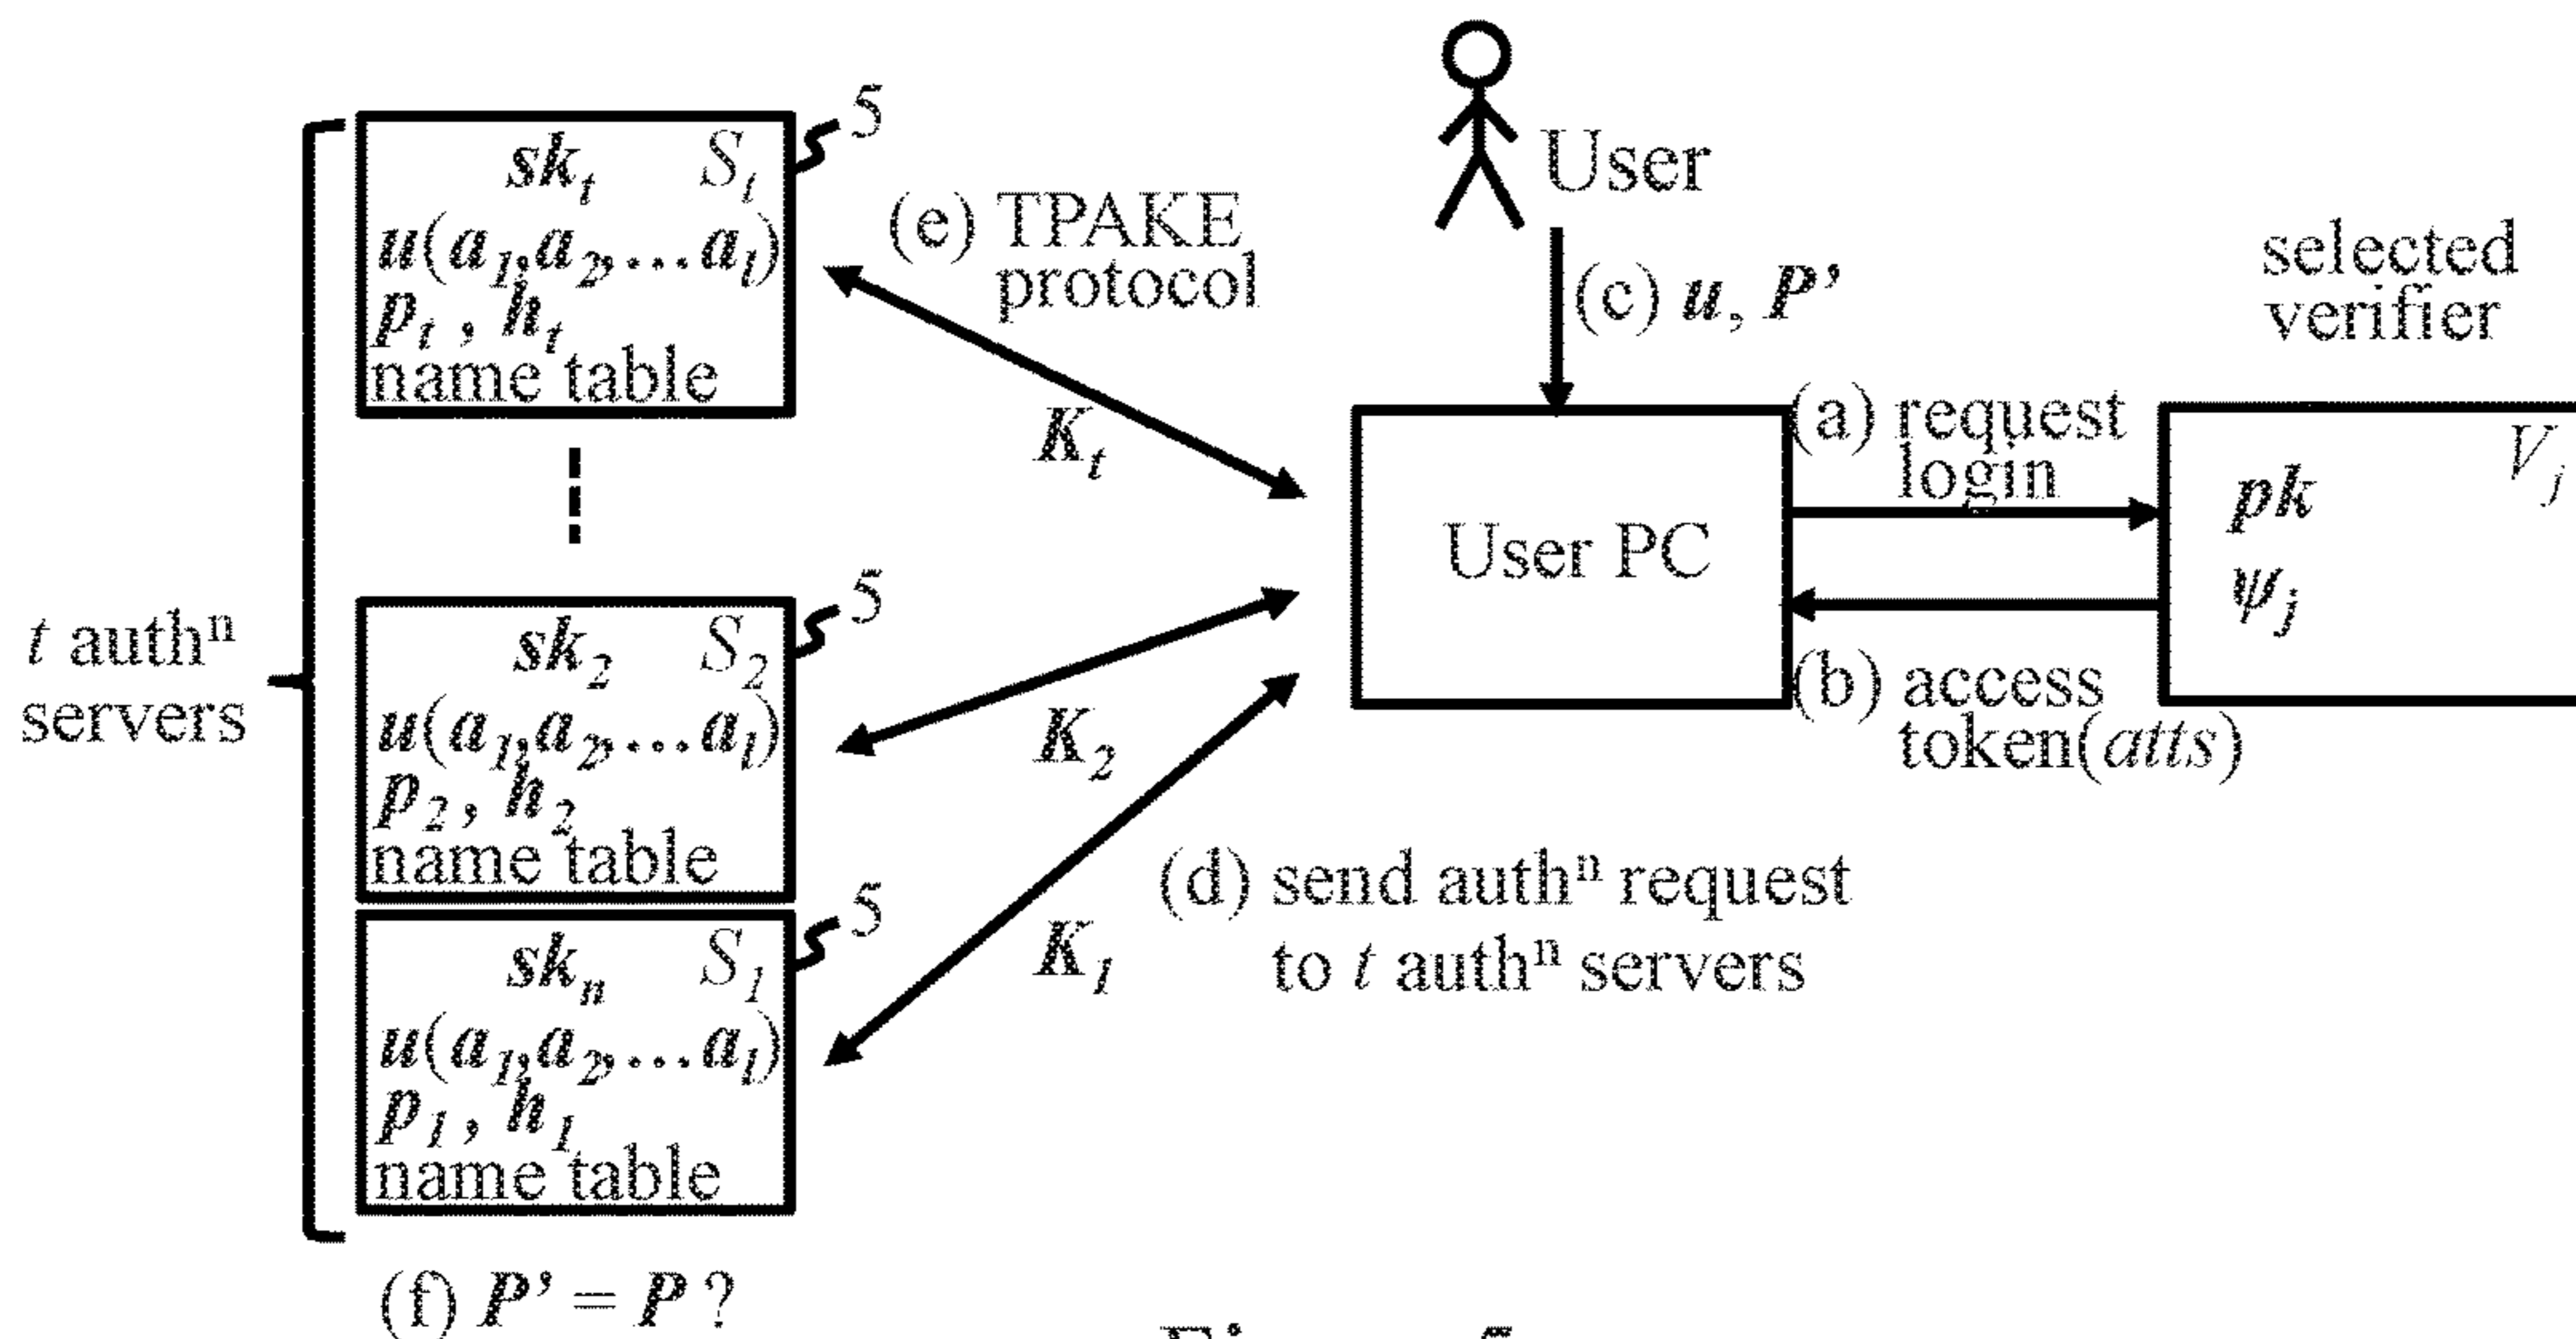 User
(c) u, P’
selected
verifier
(e) TPAKE
protocol
5
sk_t S_t
u(a_1,a_2,…a_l)
p_t , h_t
name table
K_t
(a) request
login
User PC
V_j
pk
ψ_j
(b) access
token(atts)
t auth^n
servers
5
sk_2 S_2
u(a_1,a_2,…a_l)
p_2 , h_2
name table
K_2
5
sk_n S_1
u(a_1,a_2,…a_l)
p_1 , h_1
name table
K_1
(d) send auth^n request
to t auth^n servers
(f) P’ = P ?